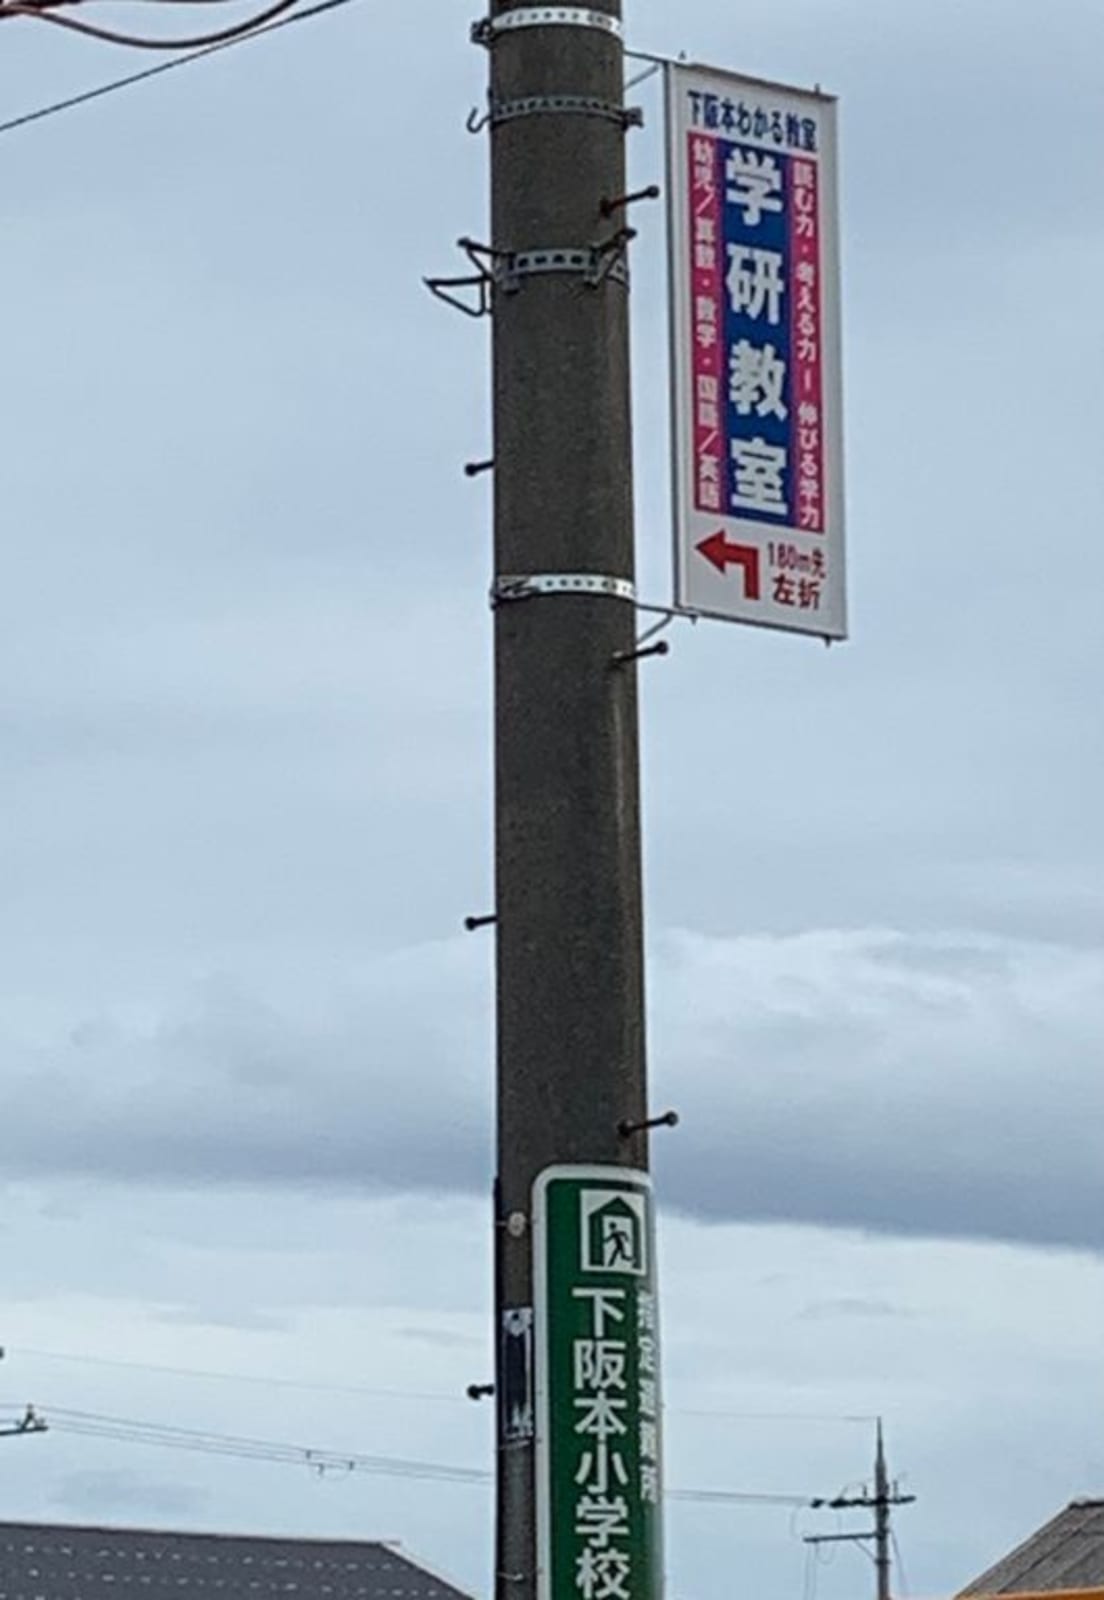 下阪本わかる教室
読む力・考える力ー伸びる学力
学研教室
幼児/算数・数学・国語/英語
180m先
左折
指定避難所
下阪本小学校